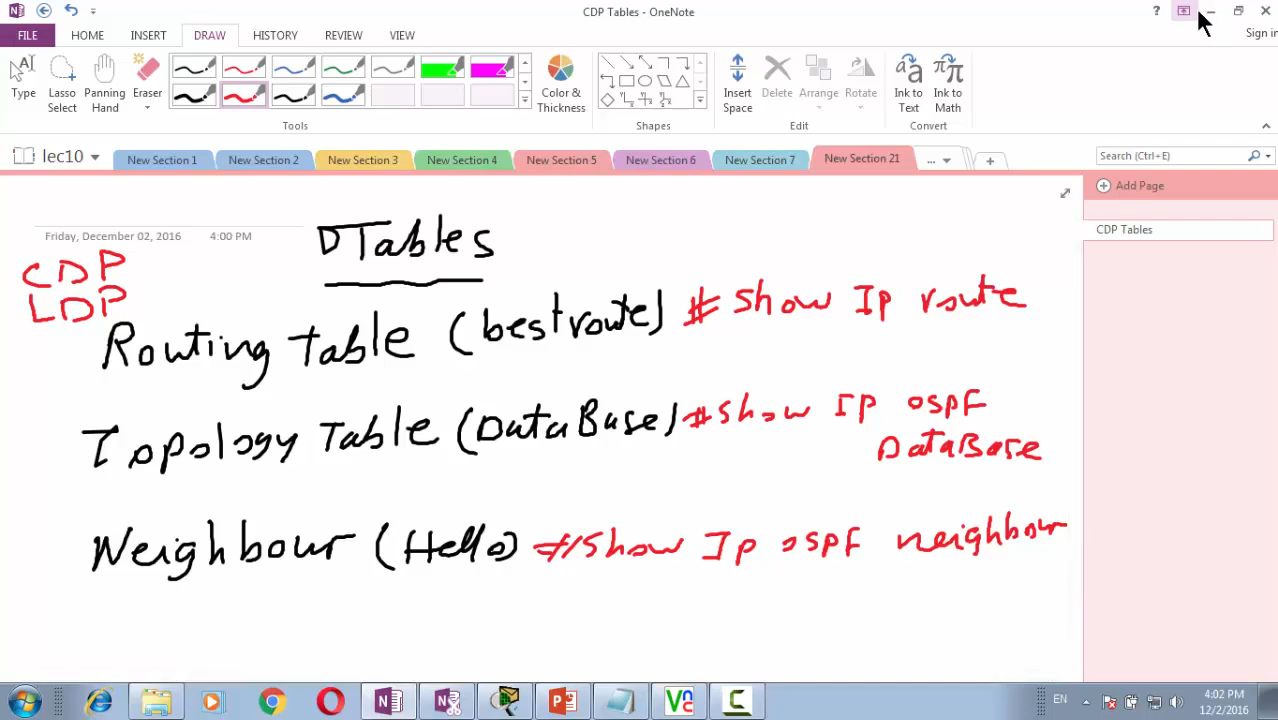 CDP Tables - OneNote
Sign in
FILE HOME INSERT DRAW HISTORY REVIEW VIEW
Type
Lasso Select
Panning Hand
Eraser
Color & Thickness
Insert Space
Delete
Arrange
Rotate
Ink to Text
Ink to Math
Tools
Shapes
Edit
Convert
lec10
New Section 1
New Section 2
New Section 3
New Section 4
New Section 5
New Section 6
New Section 7
New Section 21
...
Search (Ctrl+E)
Add Page
CDP Tables
Friday, December 02, 2016 4:00 PM
Tables
CDP
LDP
Routing table (best route) # Show Ip route
Topology Table (DataBase) # Show Ip ospf
DataBase
Neighbour (Hello) # Show Ip ospf neighbour
EN
4:02 PM
12/2/2016